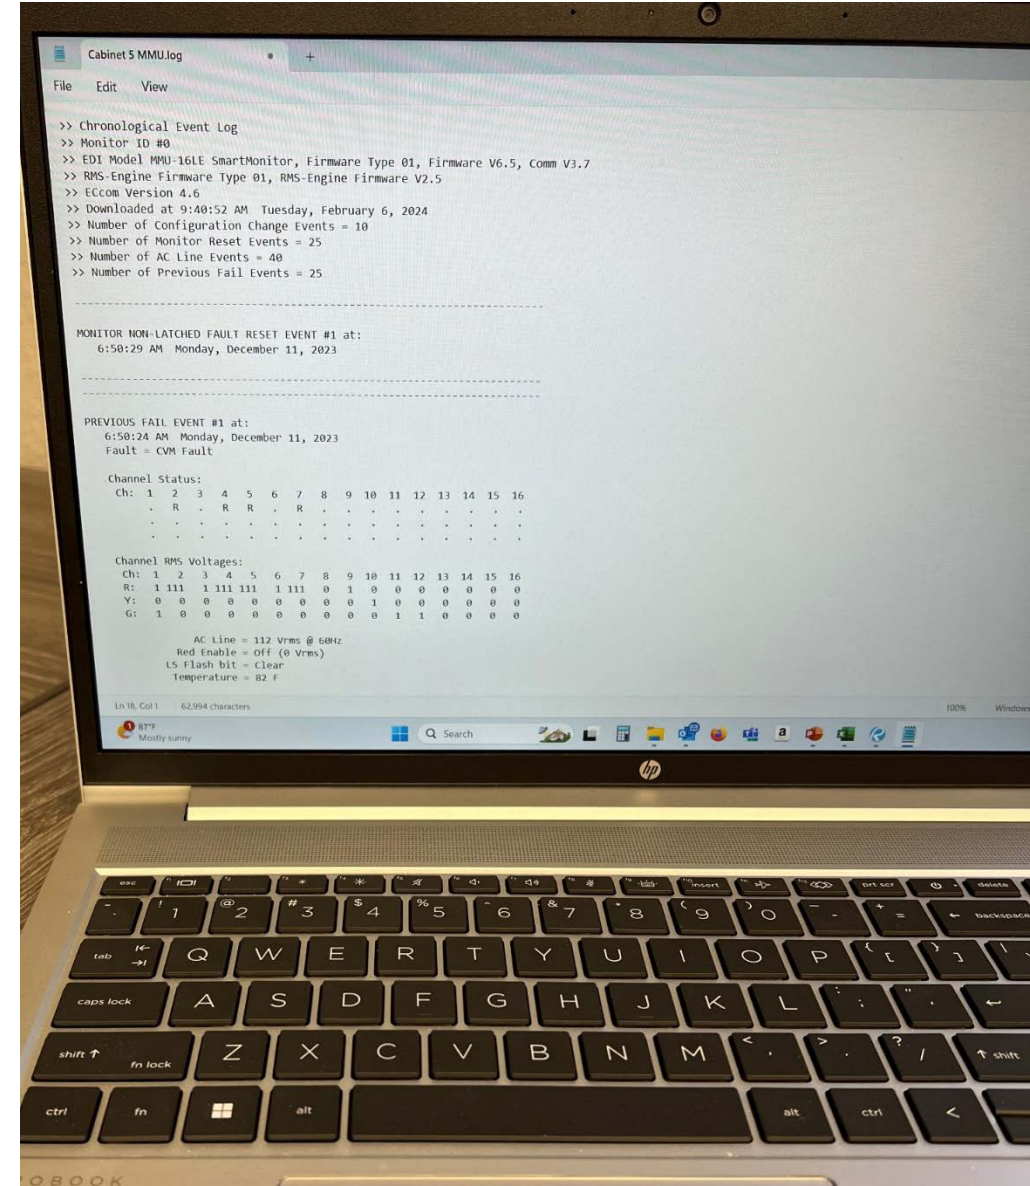 Cabinet 5 MMU.log
File Edit View
>> Chronological Event Log
>> Monitor ID #0
>> EDI Model MMU-16LE SmartMonitor, Firmware Type 01, Firmware V6.5, Comm V3.7
>> RMS-Engine Firmware Type 01, RMS-Engine Firmware V2.5
>> ECcom Version 4.6
>> Downloaded at 9:40:52 AM Tuesday, February 6, 2024
>> Number of Configuration Change Events = 10
>> Number of Monitor Reset Events = 25
>> Number of AC Line Events = 40
>> Number of Previous Fail Events = 25
MONITOR NON-LATCHED FAULT RESET EVENT #1 at:
6:50:29 AM Monday, December 11, 2023
PREVIOUS FAIL EVENT #1 at:
6:50:24 AM Monday, December 11, 2023
Fault = CVM Fault
Channel Status:
Ch: 1 2 3 4 5 6 7 8 9 10 11 12 13 14 15 16
. R . R R . R . . . . . . . . .
. . . . . . . . . . . . . . . .
. . . . . . . . . . . . . . . .
Channel RMS Voltages:
Ch: 1 2 3 4 5 6 7 8 9 10 11 12 13 14 15 16
R: 1 111 1 111 111 1 111 0 1 0 0 0 0 0 0 0
Y: 0 0 0 0 0 0 0 0 0 1 0 0 0 0 0 0
G: 1 0 0 0 0 0 0 0 0 0 1 1 0 0 0 0
AC Line = 112 Vrms @ 60Hz
Red Enable = Off (0 Vrms)
LS Flash bit = Clear
Temperature = 82 F
Ln 18, Col 1 62,994 characters 100% Windows
87°F
Mostly sunny
Search
a
hp
esc insert prt sc delete
1 2 3 4 5 6 7 8 9 0 - = backspace
tab Q W E R T Y U I O P [ ]
caps lock A S D F G H J K L ; '
shift fn lock Z X C V B N M , . / shift
ctrl fn alt alt ctrl <
OBOOK